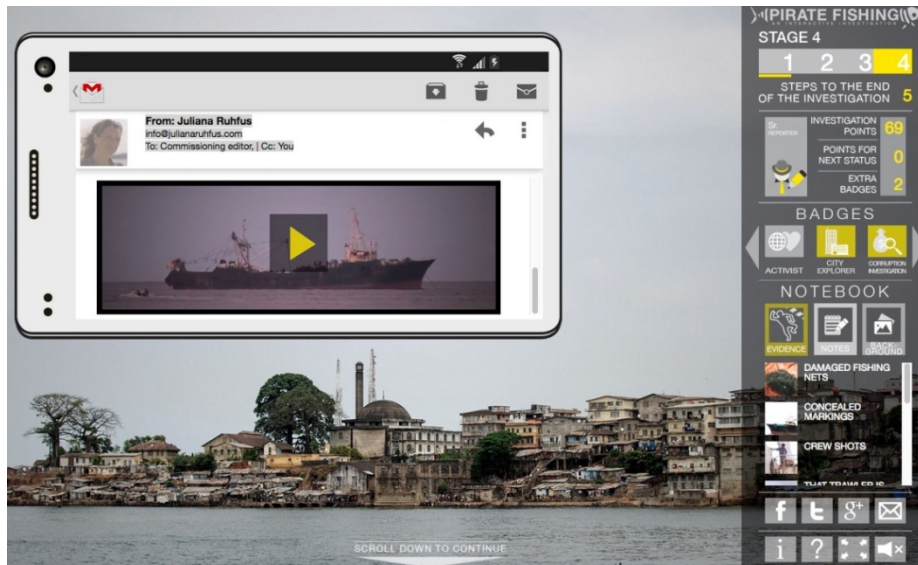 From: Juliana Ruhfus
info@julianaruhfus.com
To: Commissioning editor, | Cc: You
SCROLL DOWN TO CONTINUE
PIRATE FISHING
AN INTERACTIVE INVESTIGATION
STAGE 4
1 2 3 4
STEPS TO THE END
OF THE INVESTIGATION 5
Sr.
REPORTER
INVESTIGATION
POINTS 69
POINTS FOR
NEXT STATUS 0
EXTRA
BADGES 2
BADGES
ACTIVIST
CITY
EXPLORER
CORRUPTION
INVESTIGATION
NOTEBOOK
EVIDENCE
NOTES
BACK-
GROUND
DAMAGED FISHING
NETS
CONCEALED
MARKINGS
CREW SHOTS
THAT TRAWLER IS
f t g+
i ?